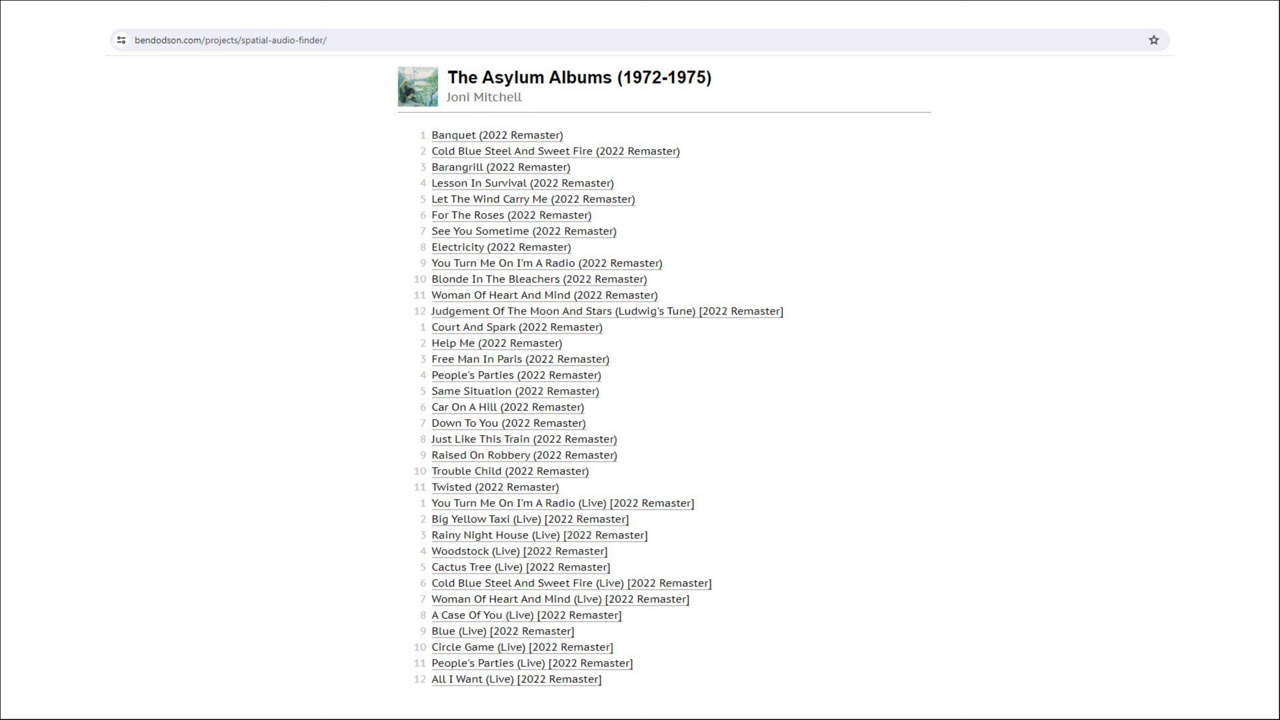 bendodson.com/projects/spatial-audio-finder/
The Asylum Albums (1972-1975)
Joni Mitchell
1 Banquet (2022 Remaster)
2 Cold Blue Steel And Sweet Fire (2022 Remaster)
3 Barangrill (2022 Remaster)
4 Lesson In Survival (2022 Remaster)
5 Let The Wind Carry Me (2022 Remaster)
6 For The Roses (2022 Remaster)
7 See You Sometime (2022 Remaster)
8 Electricity (2022 Remaster)
9 You Turn Me On I'm A Radio (2022 Remaster)
10 Blonde In The Bleachers (2022 Remaster)
11 Woman Of Heart And Mind (2022 Remaster)
12 Judgement Of The Moon And Stars (Ludwig's Tune) [2022 Remaster]
1 Court And Spark (2022 Remaster)
2 Help Me (2022 Remaster)
3 Free Man In Paris (2022 Remaster)
4 People's Parties (2022 Remaster)
5 Same Situation (2022 Remaster)
6 Car On A Hill (2022 Remaster)
7 Down To You (2022 Remaster)
8 Just Like This Train (2022 Remaster)
9 Raised On Robbery (2022 Remaster)
10 Trouble Child (2022 Remaster)
11 Twisted (2022 Remaster)
1 You Turn Me On I'm A Radio (Live) [2022 Remaster]
2 Big Yellow Taxi (Live) [2022 Remaster]
3 Rainy Night House (Live) [2022 Remaster]
4 Woodstock (Live) [2022 Remaster]
5 Cactus Tree (Live) [2022 Remaster]
6 Cold Blue Steel And Sweet Fire (Live) [2022 Remaster]
7 Woman Of Heart And Mind (Live) [2022 Remaster]
8 A Case Of You (Live) [2022 Remaster]
9 Blue (Live) [2022 Remaster]
10 Circle Game (Live) [2022 Remaster]
11 People's Parties (Live) [2022 Remaster]
12 All I Want (Live) [2022 Remaster]